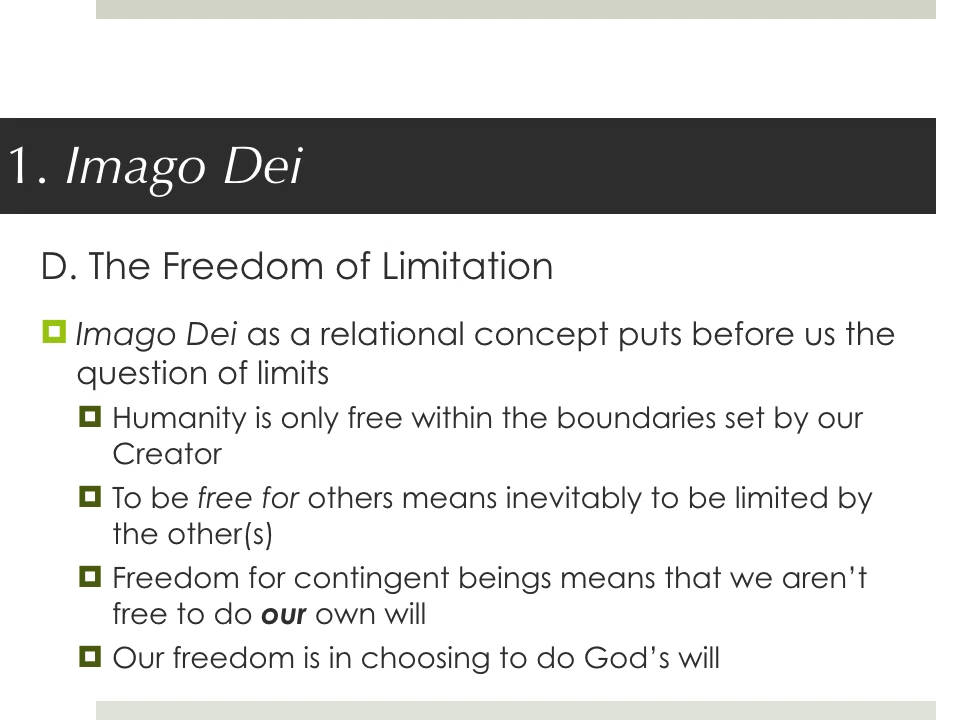 1. Imago Dei
D. The Freedom of Limitation
Imago Dei as a relational concept puts before us the
question of limits
Humanity is only free within the boundaries set by our
Creator
To be free for others means inevitably to be limited by
the other(s)
Freedom for contingent beings means that we aren’t
free to do our own will
Our freedom is in choosing to do God’s will